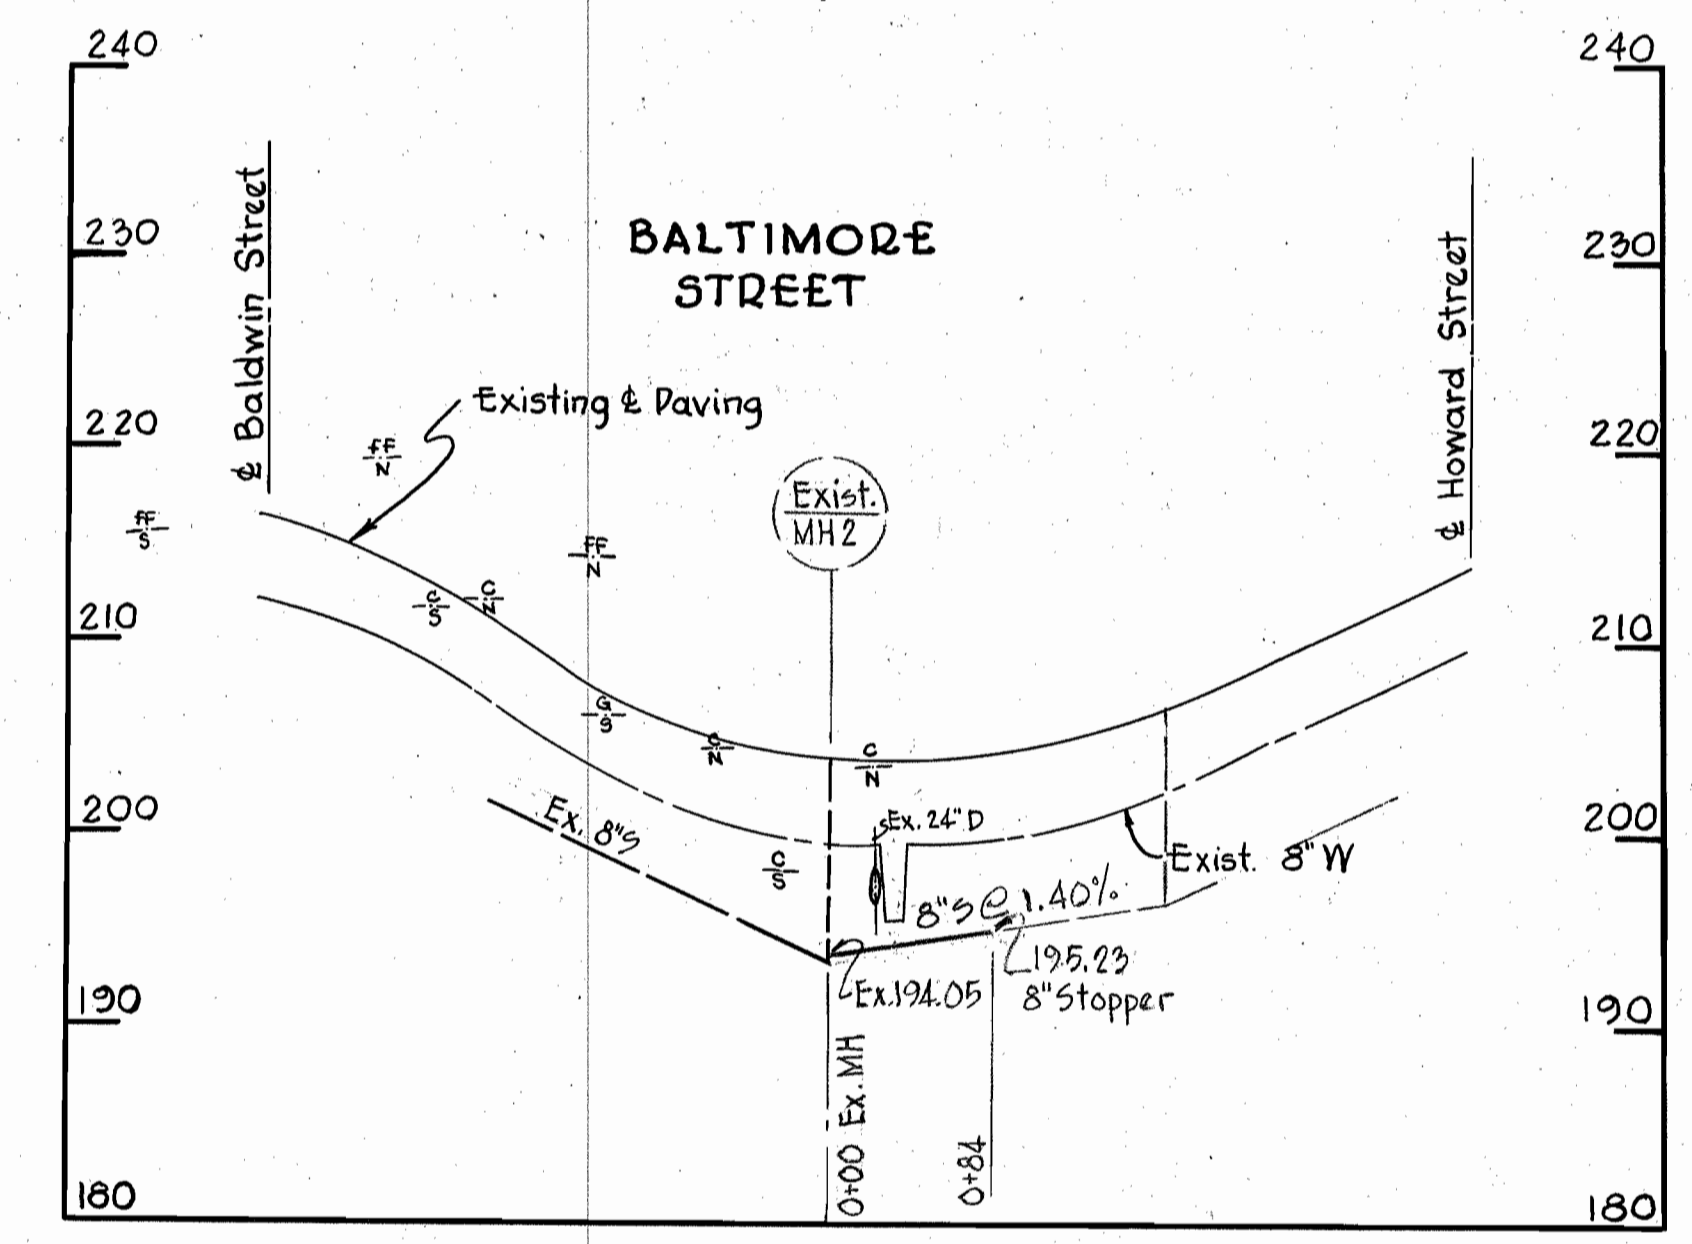 240
240
230
230
220
220
210
210
200
200
190
190
180
180
BALTIMORE
STREET
℄ Baldwin Street
℄ Howard Street
Existing ℄ Paving
FF
N
FF
S
FF
N
Exist.
MH2
C
S
C
N
G
S
C
N
C
N
C
S
Ex. 24"D
Ex. 8"S
Exist. 8"W
8"S @ 1.40%
195.23
8"Stopper
Ex.194.05
0+00 Ex.MH
0+84